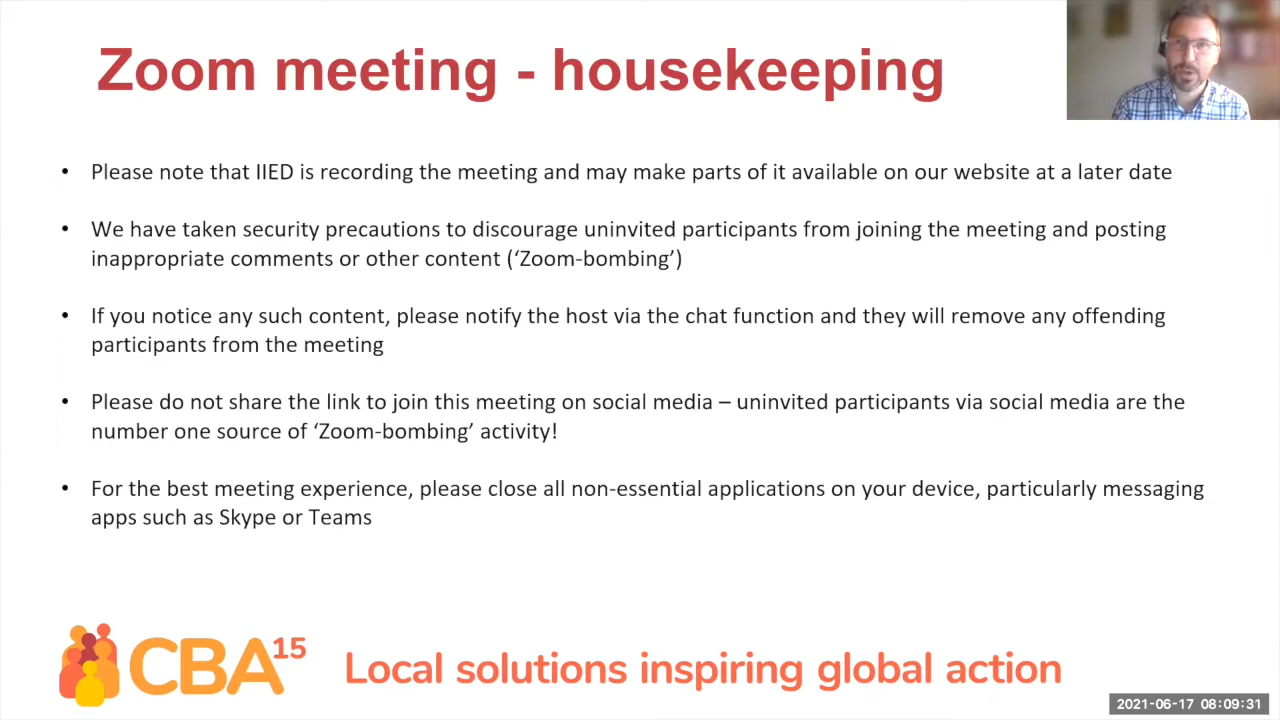 Zoom meeting - housekeeping
• Please note that IIED is recording the meeting and may make parts of it available on our website at a later date
• We have taken security precautions to discourage uninvited participants from joining the meeting and posting
inappropriate comments or other content (‘Zoom-bombing’)
• If you notice any such content, please notify the host via the chat function and they will remove any offending
participants from the meeting
• Please do not share the link to join this meeting on social media – uninvited participants via social media are the
number one source of ‘Zoom-bombing’ activity!
• For the best meeting experience, please close all non-essential applications on your device, particularly messaging
apps such as Skype or Teams
CBA15
Local solutions inspiring global action
2021-06-17 08:09:31